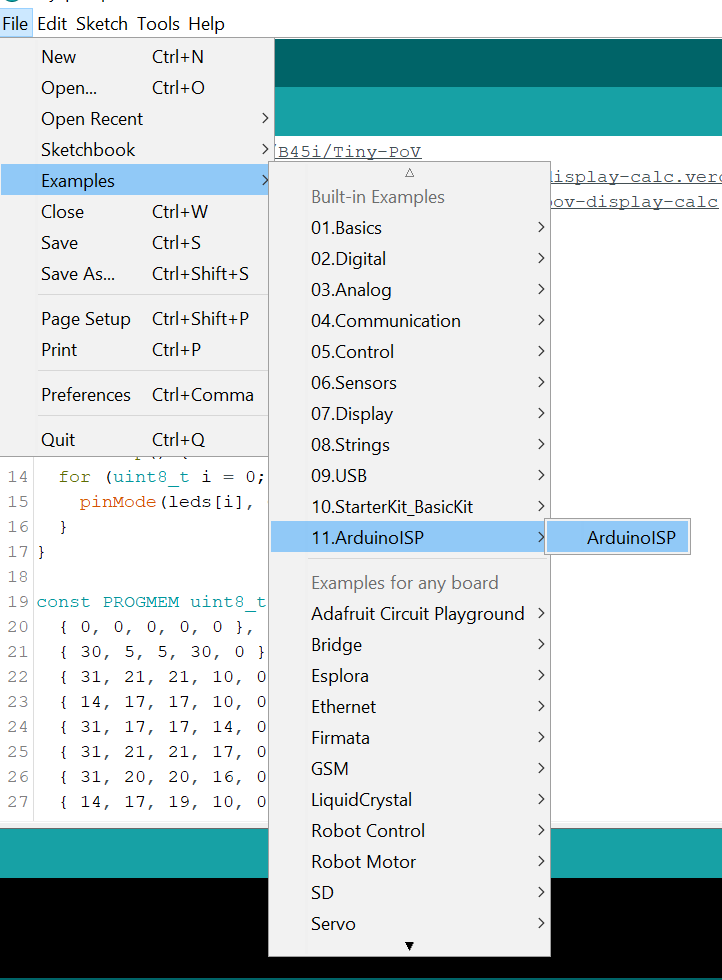 File Edit Sketch Tools Help
New Ctrl+N
Open... Ctrl+O
Open Recent
Sketchbook
Examples
Close Ctrl+W
Save Ctrl+S
Save As... Ctrl+Shift+S
Page Setup Ctrl+Shift+P
Print Ctrl+P
Preferences Ctrl+Comma
Quit Ctrl+Q
/B45i/Tiny-PoV
display-calc.verc
pov-display-calc
Built-in Examples
01.Basics
02.Digital
03.Analog
04.Communication
05.Control
06.Sensors
07.Display
08.Strings
09.USB
10.StarterKit_BasicKit
11.ArduinoISP
ArduinoISP
Examples for any board
Adafruit Circuit Playground
Bridge
Esplora
Ethernet
Firmata
GSM
LiquidCrystal
Robot Control
Robot Motor
SD
Servo
14 for (uint8_t i = 0;
15 pinMode(leds[i],
16 }
17 }
18
19 const PROGMEM uint8_t
20 { 0, 0, 0, 0, 0 },
21 { 30, 5, 5, 30, 0 }
22 { 31, 21, 21, 10, 0
23 { 14, 17, 17, 10, 0
24 { 31, 17, 17, 14, 0
25 { 31, 21, 21, 17, 0
26 { 31, 20, 20, 16, 0
27 { 14, 17, 19, 10, 0